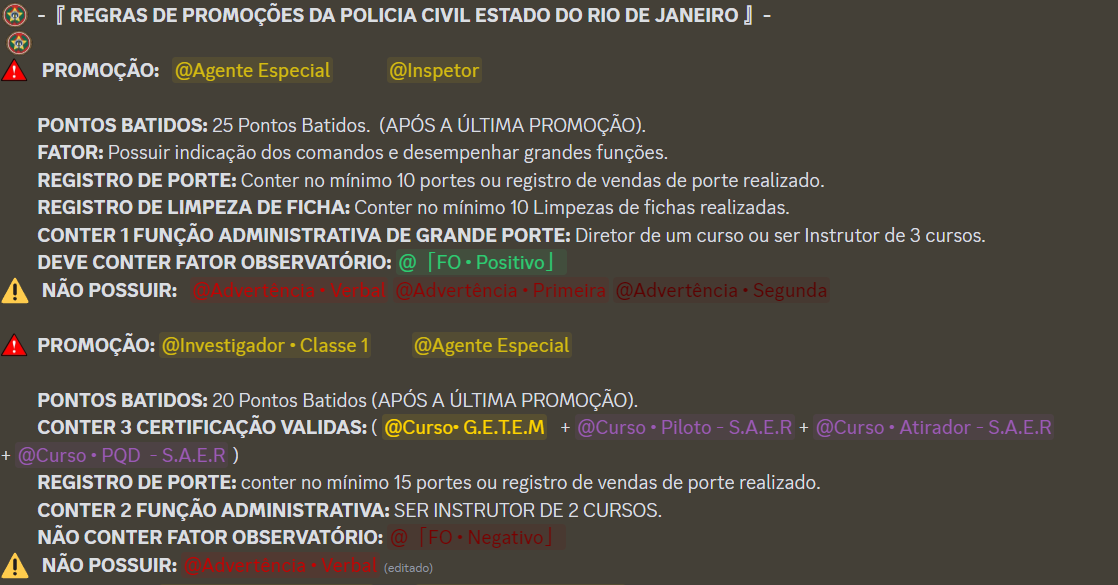 - 『 REGRAS DE PROMOÇÕES DA POLICIA CIVIL ESTADO DO RIO DE JANEIRO 』 -
PROMOÇÃO: @Agente Especial @Inspetor
PONTOS BATIDOS: 25 Pontos Batidos. (APÓS A ÚLTIMA PROMOÇÃO).
FATOR: Possuir indicação dos comandos e desempenhar grandes funções.
REGISTRO DE PORTE: Conter no mínimo 10 portes ou registro de vendas de porte realizado.
REGISTRO DE LIMPEZA DE FICHA: Conter no mínimo 10 Limpezas de fichas realizadas.
CONTER 1 FUNÇÃO ADMINISTRATIVA DE GRANDE PORTE: Diretor de um curso ou ser Instrutor de 3 cursos.
DEVE CONTER FATOR OBSERVATÓRIO: @ ⎡FO • Positivo⎦
NÃO POSSUIR: @Advertência • Verbal @Advertência • Primeira @Advertência • Segunda
PROMOÇÃO: @Investigador • Classe 1 @Agente Especial
PONTOS BATIDOS: 20 Pontos Batidos (APÓS A ÚLTIMA PROMOÇÃO).
CONTER 3 CERTIFICAÇÃO VALIDAS: ( @Curso• G.E.T.E.M + @Curso • Piloto - S.A.E.R + @Curso • Atirador - S.A.E.R
+ @Curso • PQD - S.A.E.R )
REGISTRO DE PORTE: conter no mínimo 15 portes ou registro de vendas de porte realizado.
CONTER 2 FUNÇÃO ADMINISTRATIVA: SER INSTRUTOR DE 2 CURSOS.
NÃO CONTER FATOR OBSERVATÓRIO: @ ⎡FO • Negativo⎦
NÃO POSSUIR: @Advertência • Verbal (editado)